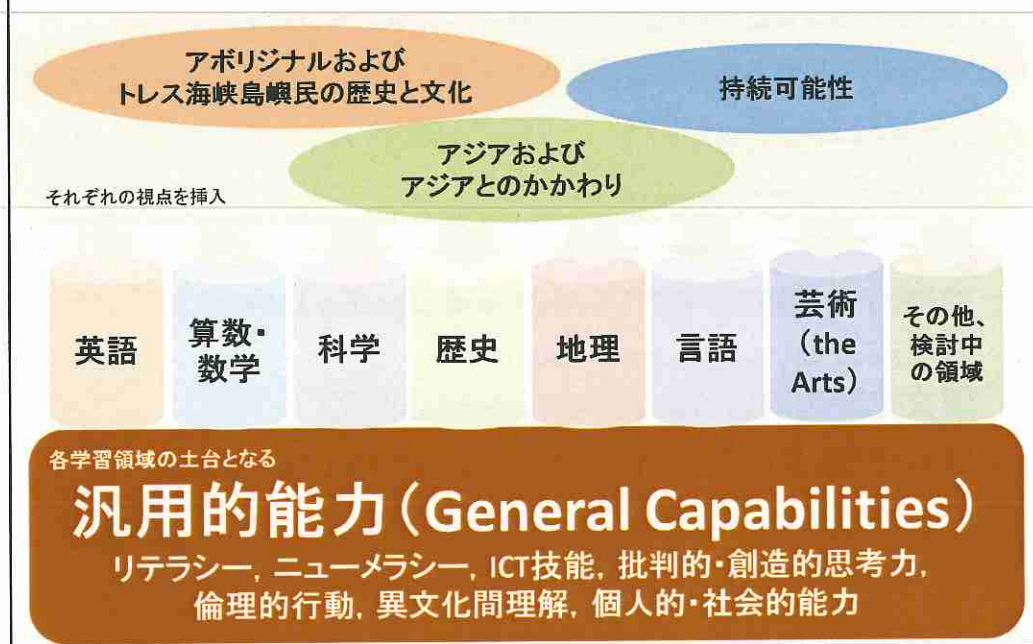 アボリジナルおよび
トレス海峡島嶼民の歴史と文化
持続可能性
アジアおよび
アジアとのかかわり
それぞれの視点を挿入
英語
算数・
数学
科学
歴史
地理
言語
芸術
（the
Arts）
その他、
検討中
の領域
各学習領域の土台となる
汎用的能力（General Capabilities）
リテラシー, ニューメラシー, ICT技能, 批判的・創造的思考力,
倫理的行動, 異文化間理解, 個人的・社会的能力